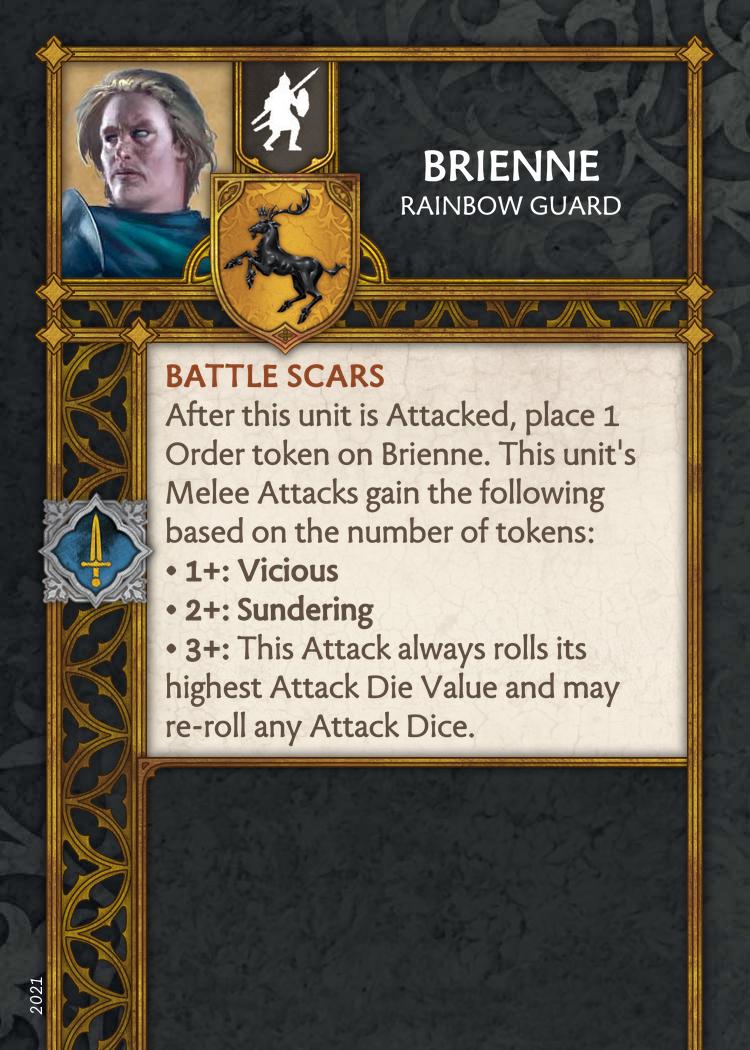 BRIENNE
RAINBOW GUARD
BATTLE SCARS
After this unit is Attacked, place 1
Order token on Brienne. This unit's
Melee Attacks gain the following
based on the number of tokens:
• 1+: Vicious
• 2+: Sundering
• 3+: This Attack always rolls its
highest Attack Die Value and may
re-roll any Attack Dice.
2021